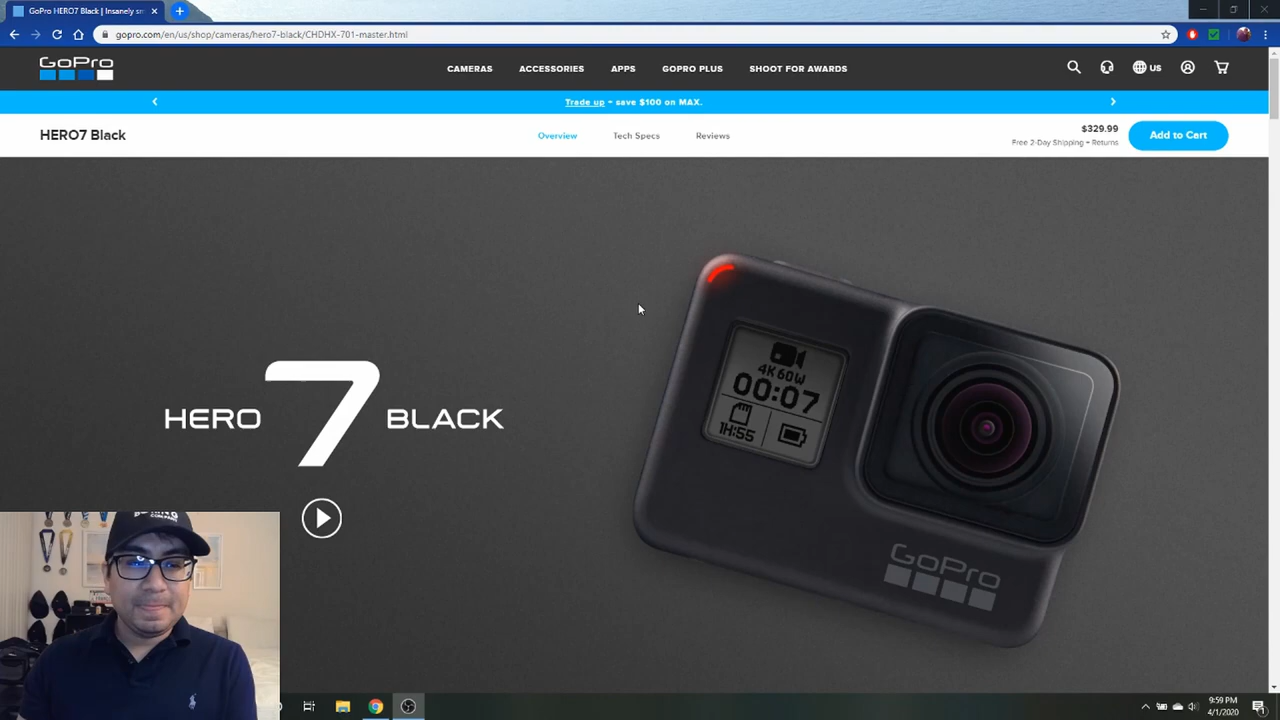 GoPro HERO7 Black | Insanely sm
gopro.com/en/us/shop/cameras/hero7-black/CHDHX-701-master.html
GoPro
CAMERAS ACCESSORIES APPS GOPRO PLUS SHOOT FOR AWARDS
US
Trade up - save $100 on MAX.
HERO7 Black
Overview Tech Specs Reviews
$329.99
Free 2-Day Shipping + Returns
Add to Cart
4K 60W
00:07
1H:55
HERO 7 BLACK
GoPro
9:59 PM
4/1/2020